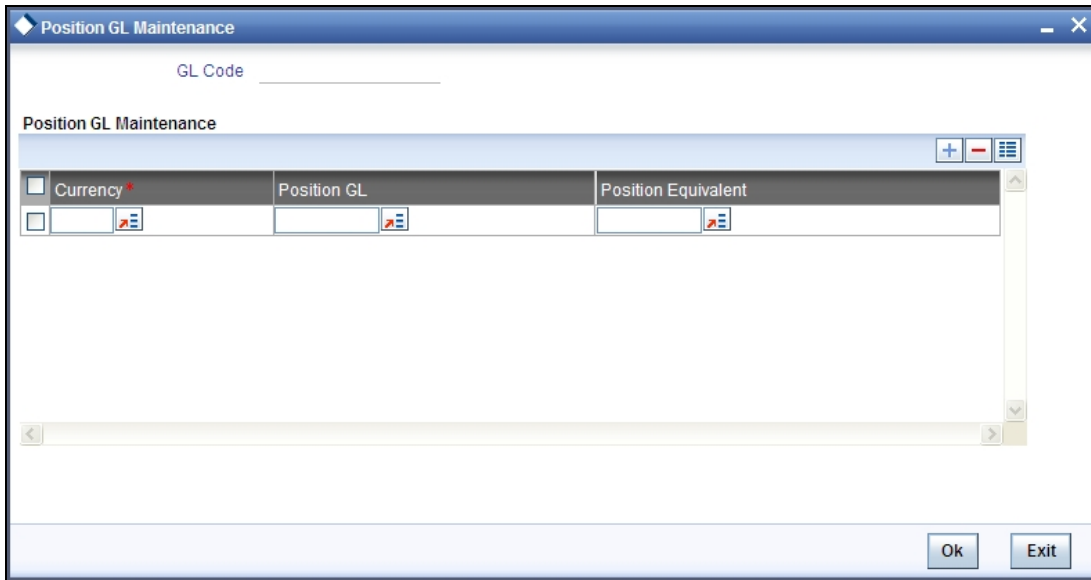 Position GL Maintenance
GL Code
Position GL Maintenance
Currency* Position GL Position Equivalent
Ok Exit